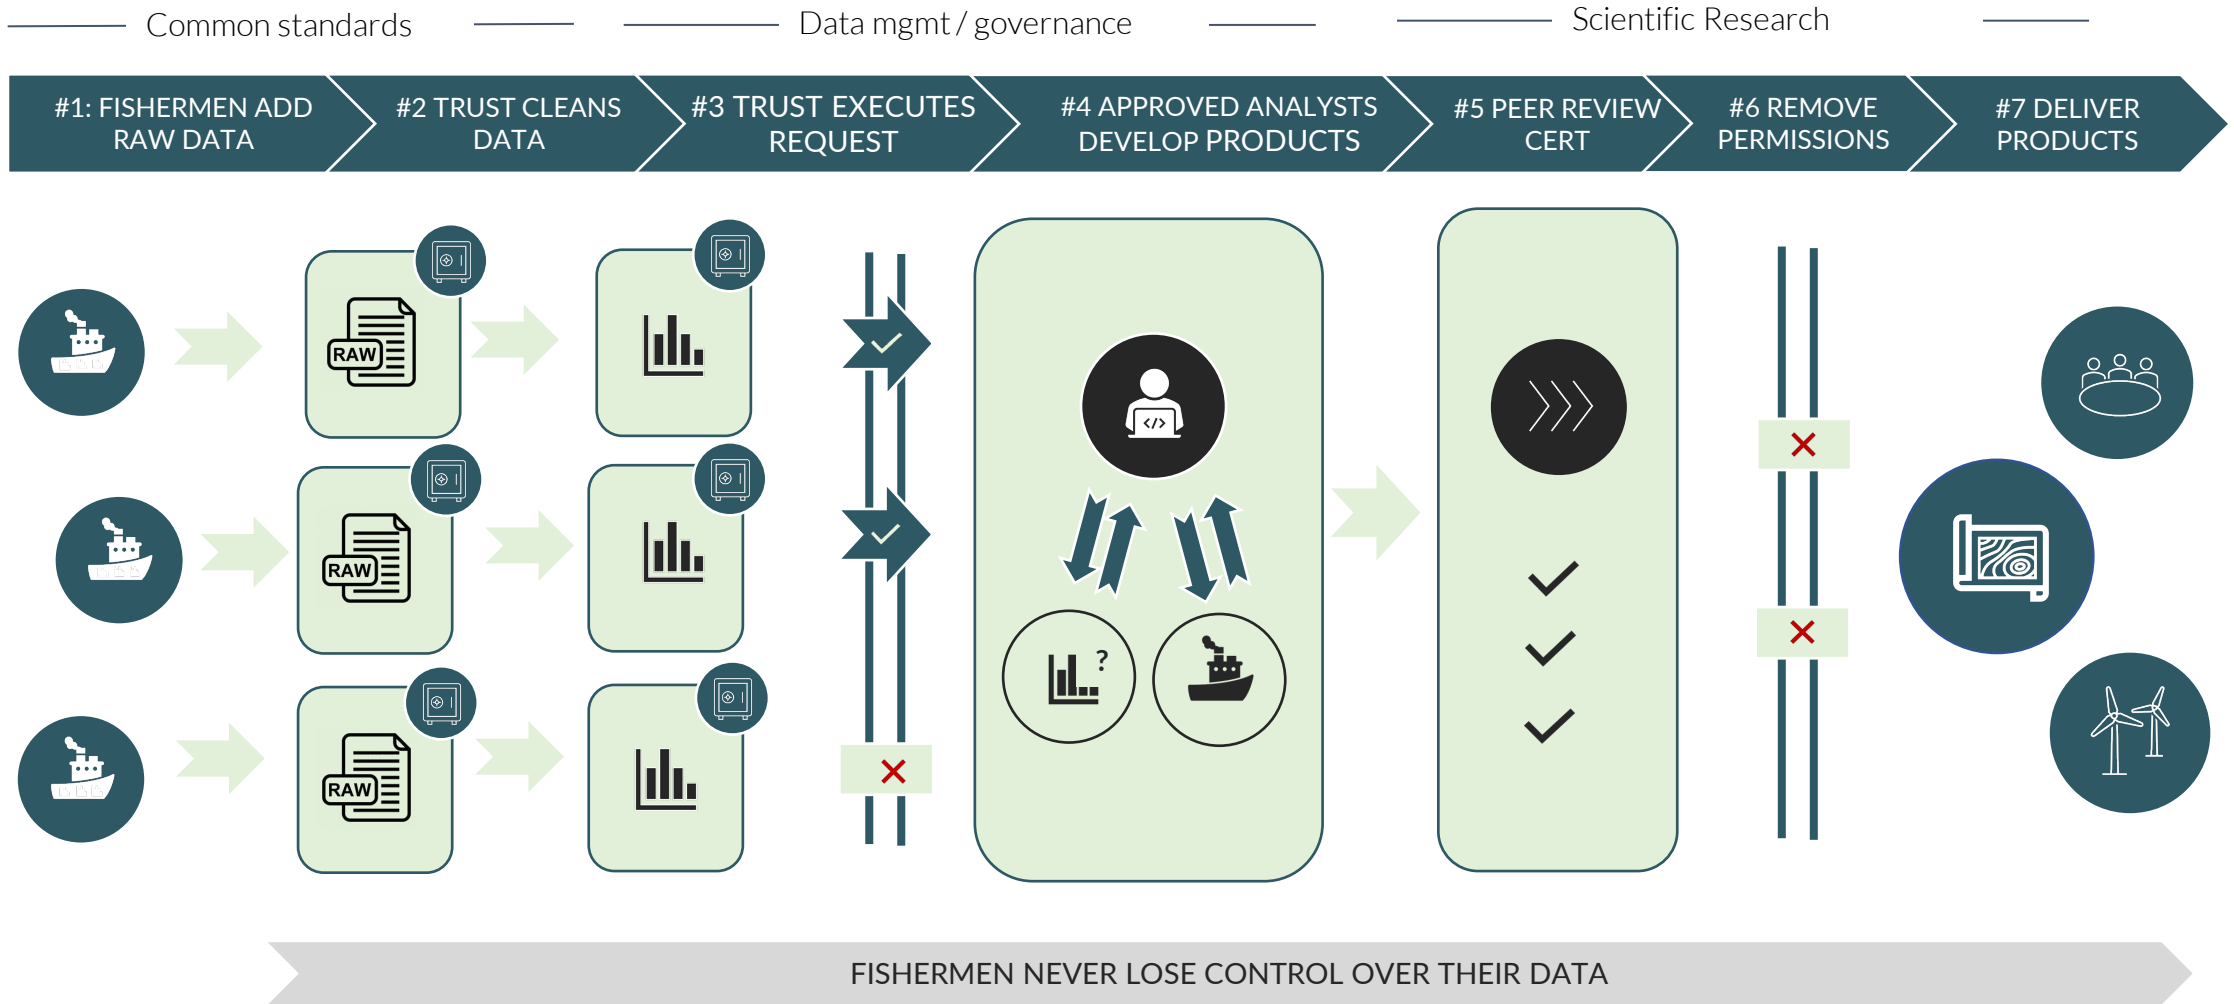 Common standards
Data mgmt / governance
Scientific Research
#1: FISHERMEN ADD
RAW DATA
#2 TRUST CLEANS
DATA
#3 TRUST EXECUTES
REQUEST
#4 APPROVED ANALYSTS
DEVELOP PRODUCTS
#5 PEER REVIEW
CERT
#6 REMOVE
PERMISSIONS
#7 DELIVER
PRODUCTS
RAW
</>
?
RAW
RAW
FISHERMEN NEVER LOSE CONTROL OVER THEIR DATA